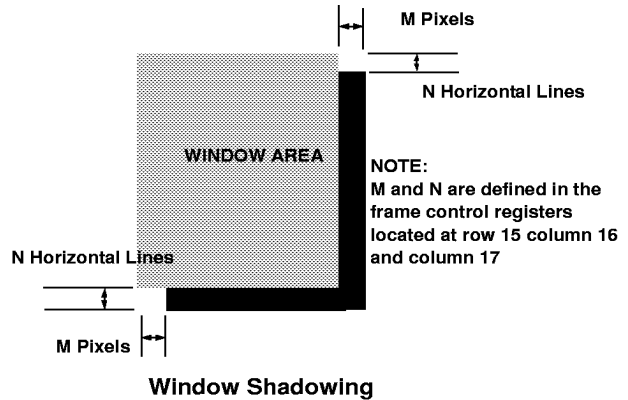 M Pixels
N Horizontal Lines
WINDOW AREA
NOTE:
M and N are defined in the
frame control registers
located at row 15 column 16
and column 17
N Horizontal Lines
M Pixels
Window Shadowing